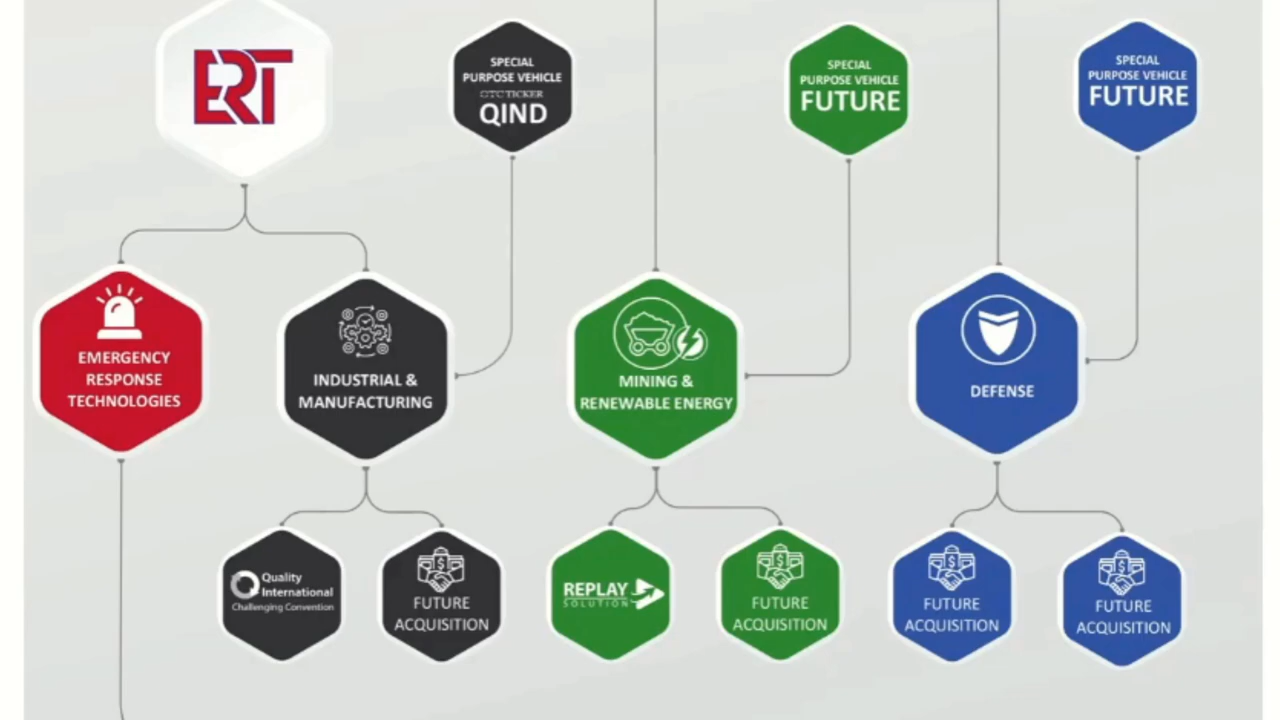 ERT
SPECIAL
PURPOSE VEHICLE
OTC TICKER
QIND
SPECIAL
PURPOSE VEHICLE
FUTURE
SPECIAL
PURPOSE VEHICLE
FUTURE
EMERGENCY
RESPONSE
TECHNOLOGIES
INDUSTRIAL &
MANUFACTURING
MINING &
RENEWABLE ENERGY
DEFENSE
Quality
International
Challenging Convention
FUTURE
ACQUISITION
REPLAY
SOLUTION
FUTURE
ACQUISITION
FUTURE
ACQUISITION
FUTURE
ACQUISITION